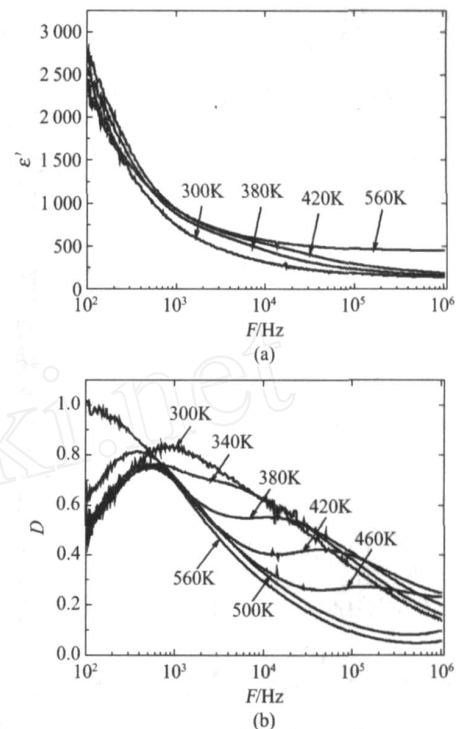 3 000
2 500
2 000
1 500
1 000
500
0
ε'
300K
380K
420K
560K
10² 10³ 10⁴ 10⁵ 10⁶
F/Hz
(a)
1.0
0.8
0.6
0.4
0.2
0.0
D
300K
340K
380K
420K
460K
560K
500K
10² 10³ 10⁴ 10⁵ 10⁶
F/Hz
(b)
ki.net